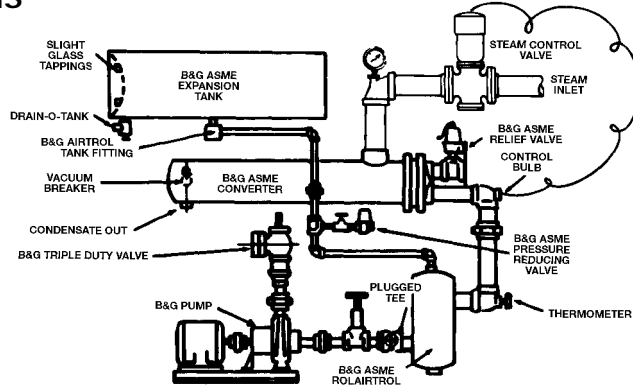 SLIGHT
GLASS
TAPPINGS
B&G ASME
EXPANSION
TANK
STEAM CONTROL
VALVE
STEAM
INLET
DRAIN-O-TANK
B&G AIRTROL
TANK FITTING
B&G ASME
RELIEF VALVE
CONTROL
BULB
VACUUM
BREAKER
B&G ASME
CONVERTER
CONDENSATE OUT
B&G TRIPLE DUTY VALVE
B&G ASME
PRESSURE
REDUCING
VALVE
PLUGGED
TEE
B&G PUMP
THERMOMETER
B&G ASME
ROLAIRTROL